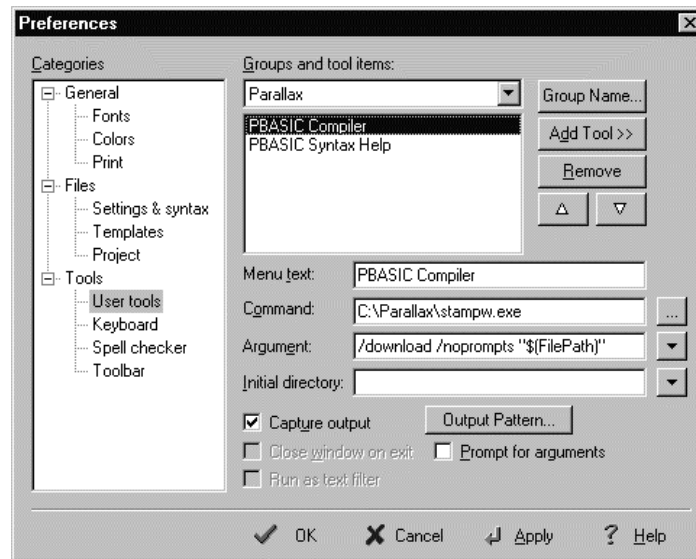 Preferences
Categories
General
Fonts
Colors
Print
Files
Settings & syntax
Templates
Project
Tools
User tools
Keyboard
Spell checker
Toolbar
Groups and tool items:
Parallax
PBASIC Compiler
PBASIC Syntax Help
Group Name...
Add Tool >>
Remove
Menu text: PBASIC Compiler
Command: C:\Parallax\stampw.exe ...
Argument: /download /noprompts "$(FilePath)"
Initial directory:
Capture output Output Pattern...
Close window on exit Prompt for arguments
Run as text filter
OK Cancel Apply ? Help